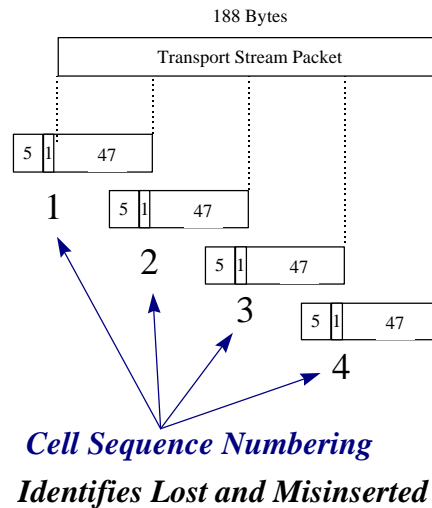 188 Bytes
Transport Stream Packet
5 1 47
1
5 1 47
2
5 1 47
3
5 1 47
4
Cell Sequence Numbering
Identifies Lost and Misinserted